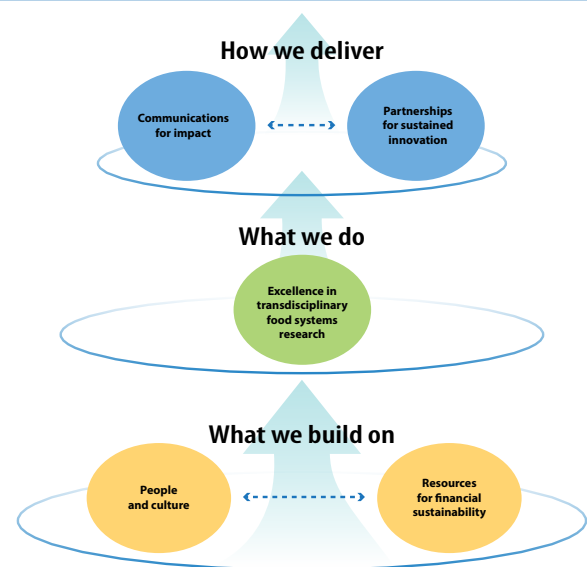 How we deliver
Communications
for impact
Partnerships
for sustained
innovation
What we do
Excellence in
transdisciplinary
food systems
research
What we build on
People
and culture
Resources
for financial
sustainability